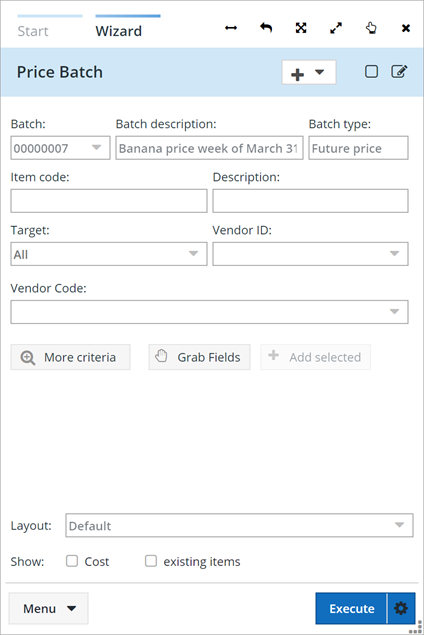 Start Wizard
Price Batch
Batch: Batch description: Batch type:
00000007 Banana price week of March 31 Future price
Item code: Description:
Target: Vendor ID:
All
Vendor Code:
More criteria Grab Fields Add selected
Layout: Default
Show: Cost existing items
Menu Execute